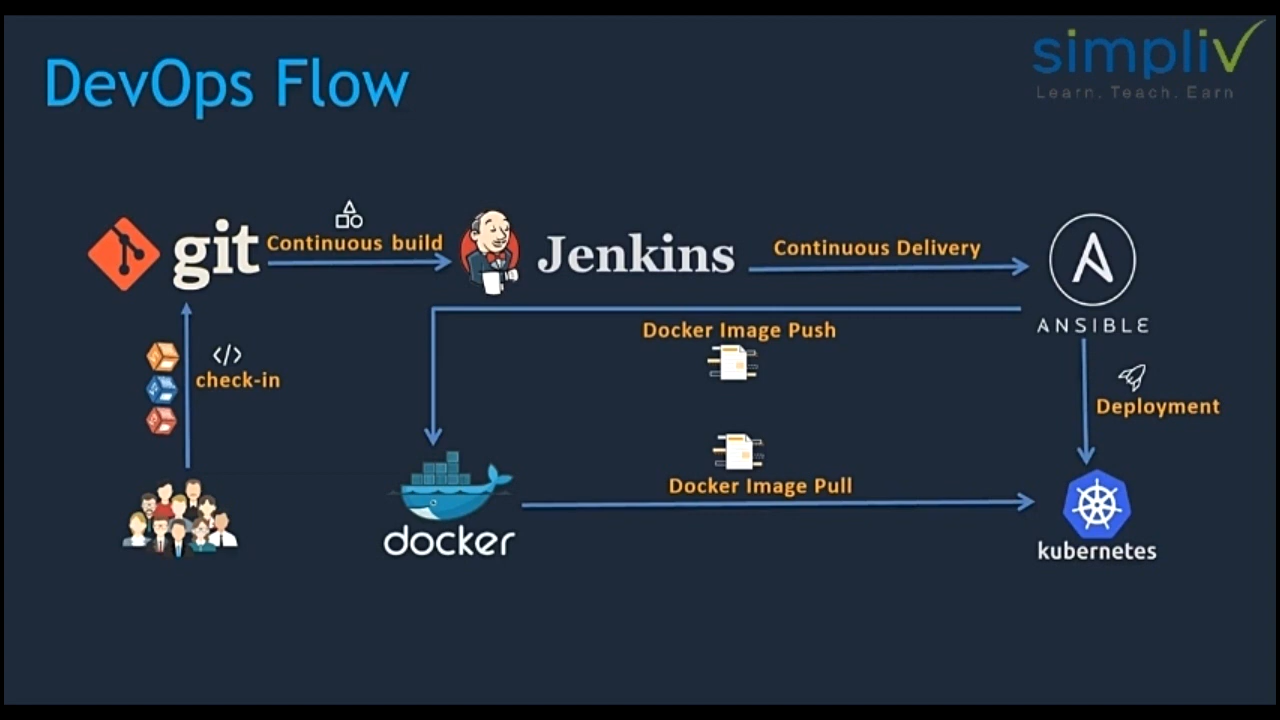 DevOps Flow
simpliv
Learn. Teach. Earn
git
Continuous build
Jenkins
Continuous Delivery
ANSIBLE
Docker Image Push
</>
check-in
Deployment
Docker Image Pull
docker
kubernetes